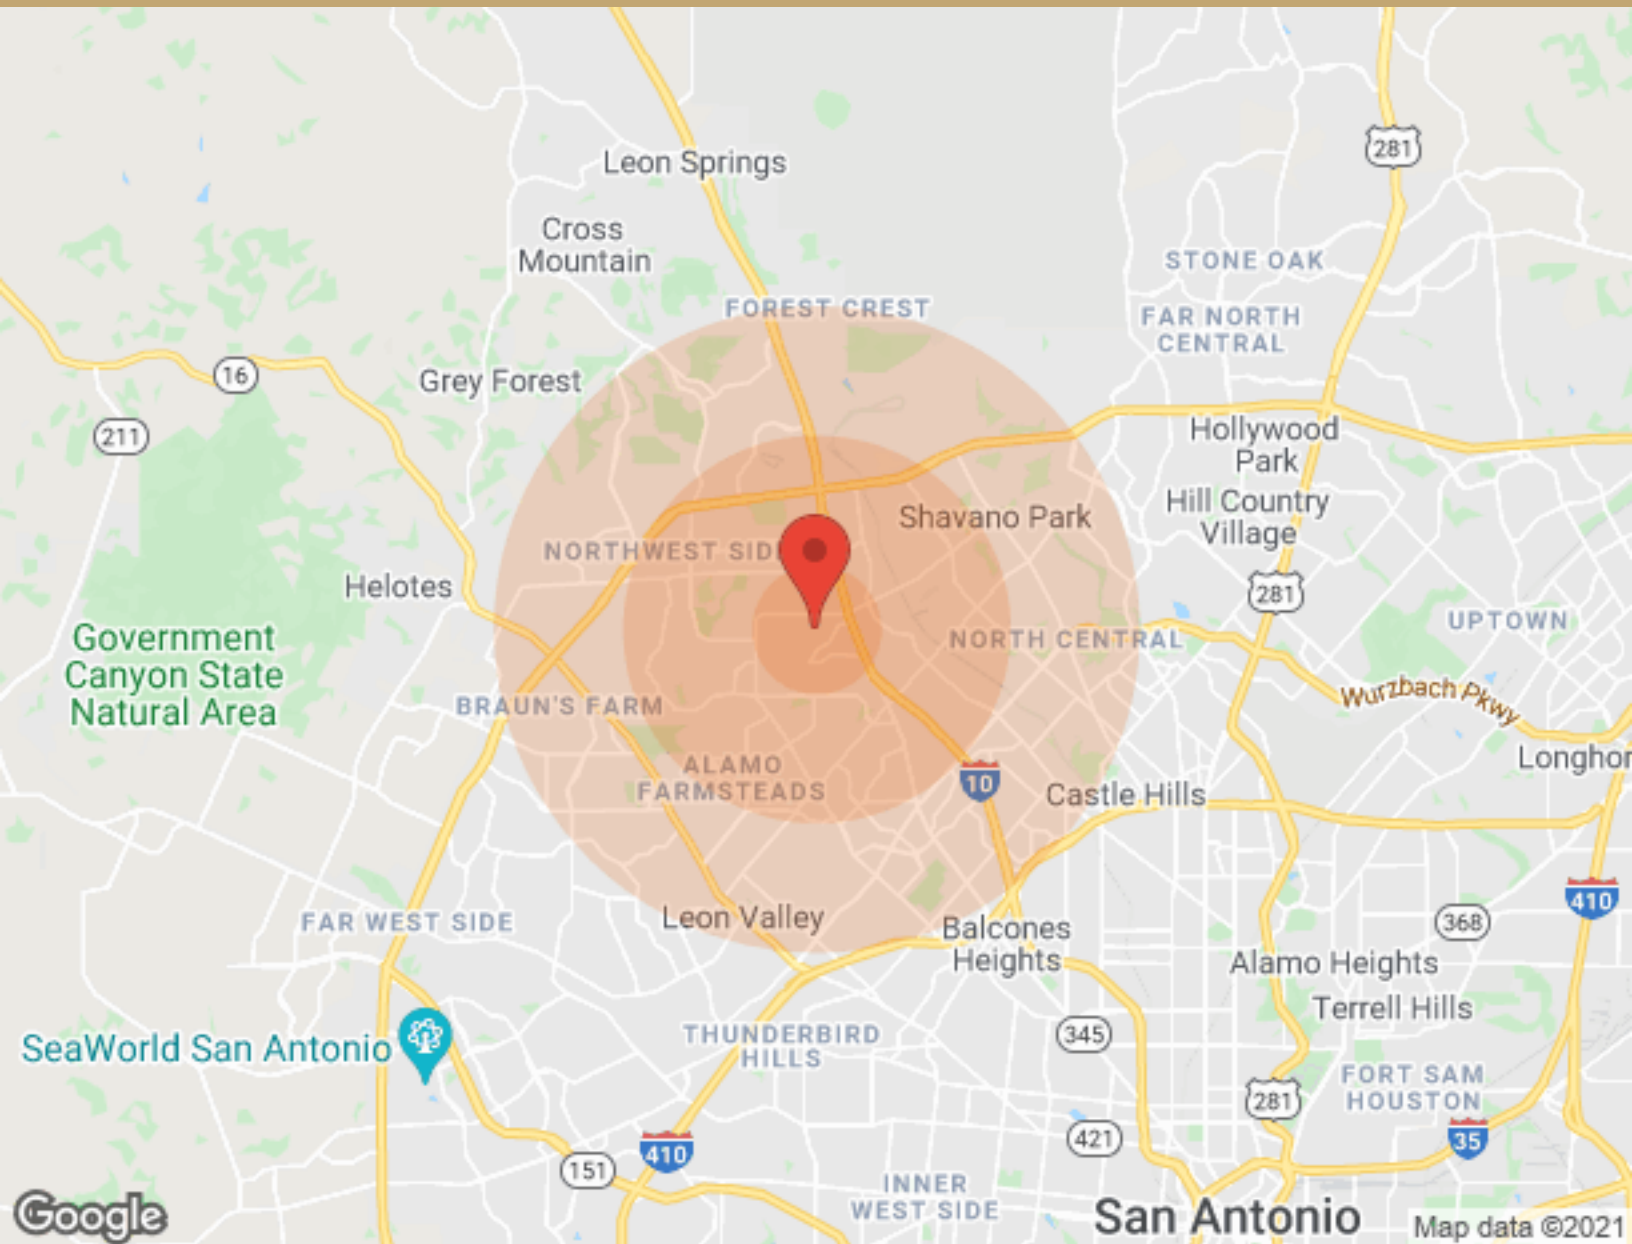 281
Leon Springs
Cross
Mountain
STONE OAK
FOREST CREST
FAR NORTH
CENTRAL
16
Grey Forest
211
Hollywood
Park
Hill Country
Village
Shavano Park
NORTHWEST SID
Helotes
281
UPTOWN
Government
Canyon State
Natural Area
NORTH CENTRAL
Wurzbach Pkwy
BRAUN'S FARM
Longhor
ALAMO
FARMSTEADS
10
Castle Hills
410
FAR WEST SIDE
Leon Valley
Balcones
Heights
368
Alamo Heights
Terrell Hills
SeaWorld San Antonio
THUNDERBIRD
HILLS
345
FORT SAM
HOUSTON
281
421
35
410
151
INNER
WEST SIDE
San Antonio
Google
Map data ©2021